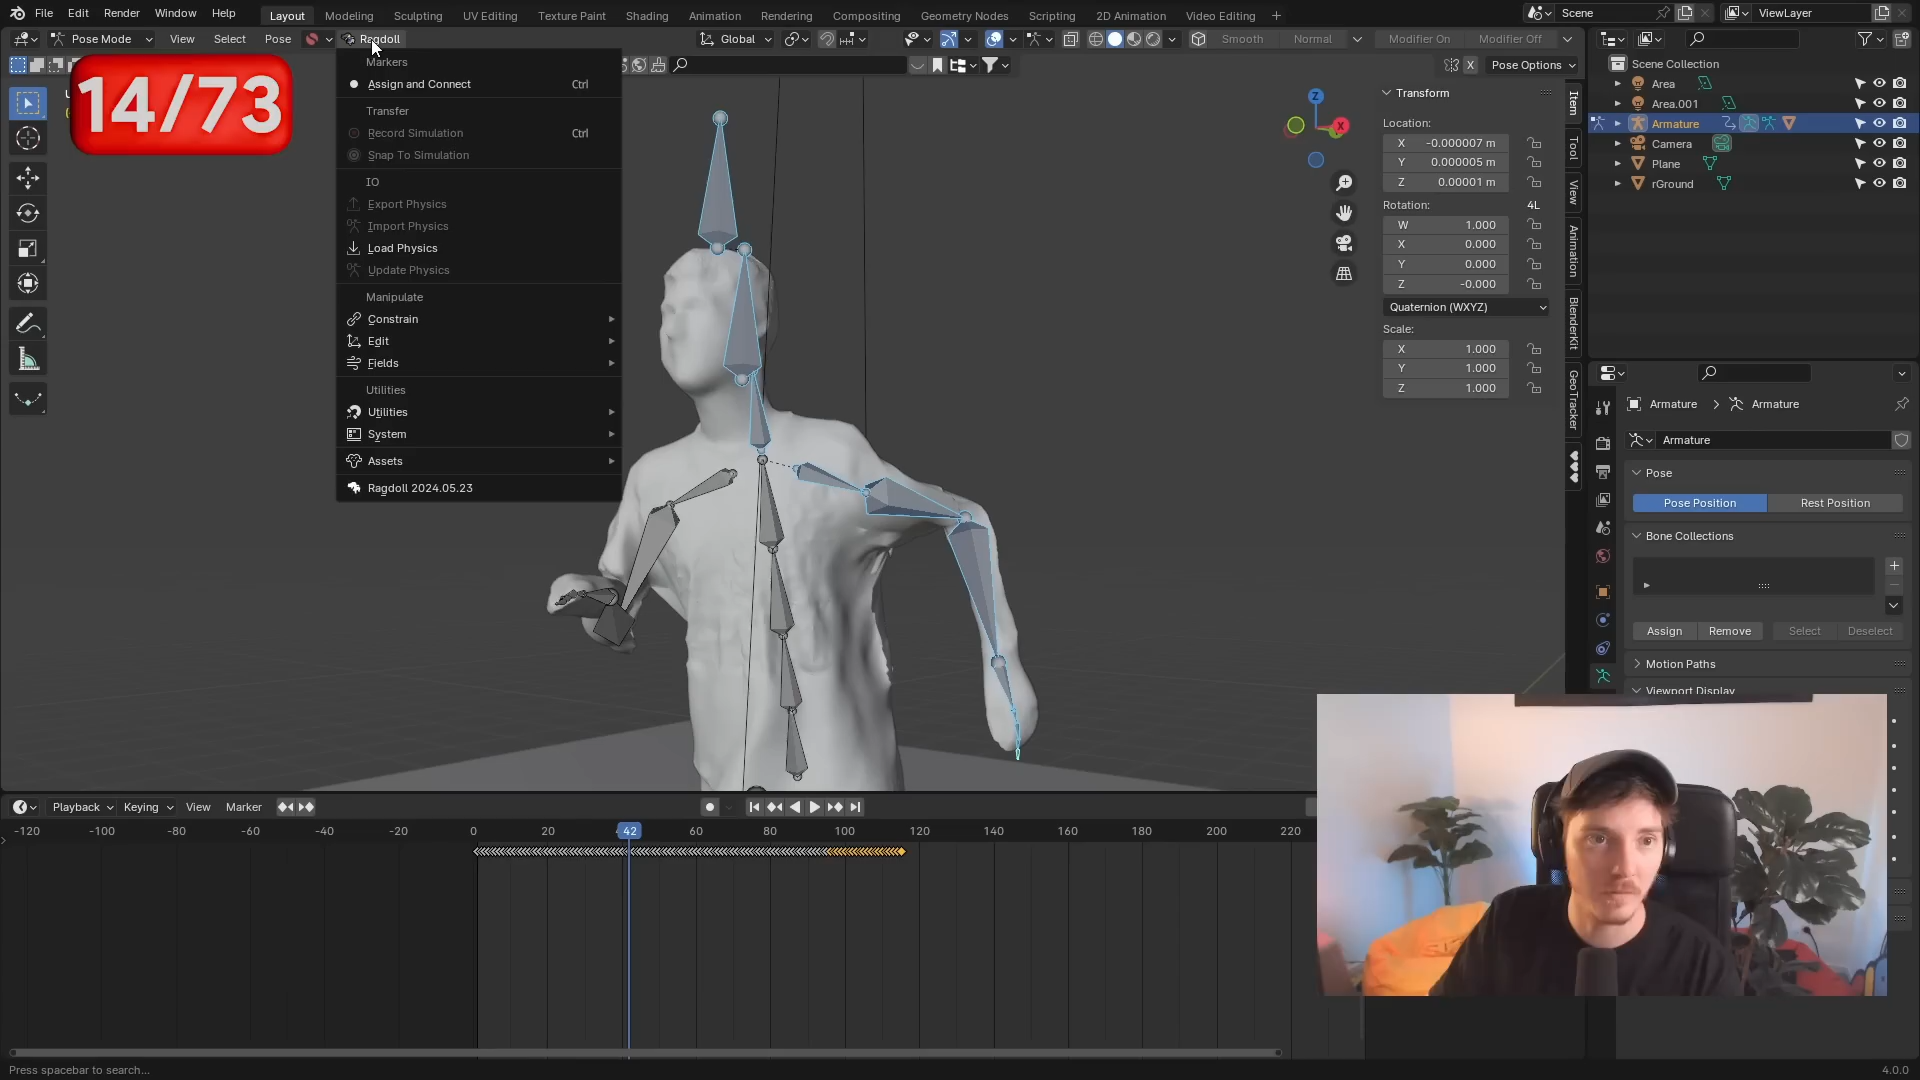 File Edit Render Window Help Layout Modeling Sculpting UV Editing Texture Paint Shading Animation Rendering Compositing Geometry Nodes Scripting 2D Animation Video Editing + Scene ViewLayer
Pose Mode View Select Pose Ragdoll Global Smooth Normal Modifier On Modifier Off
X Pose Options
14/73
Markers
Assign and Connect Ctrl
Transfer
Record Simulation Ctrl
Snap To Simulation
IO
Export Physics
Import Physics
Load Physics
Update Physics
Manipulate
Constrain
Edit
Fields
Utilities
Utilities
System
Assets
Ragdoll 2024.05.23
Z
X
Transform
Location:
X -0.000007 m
Y 0.000005 m
Z 0.00001 m
Rotation: 4L
W 1.000
X 0.000
Y 0.000
Z -0.000
Quaternion (WXYZ)
Scale:
X 1.000
Y 1.000
Z 1.000
Item
Tool
View
Animation
BlenderKit
GeoTracker
Scene Collection
Area
Area.001
Armature
Camera
Plane
rGround
Armature > Armature
Armature
Pose
Pose Position Rest Position
Bone Collections
Assign Remove Select Deselect
Motion Paths
Viewport Display
Playback Keying View Marker
-120 -100 -80 -60 -40 -20 0 20 42 60 80 100 120 140 160 180 200 220
Press spacebar to search...
4.0.0